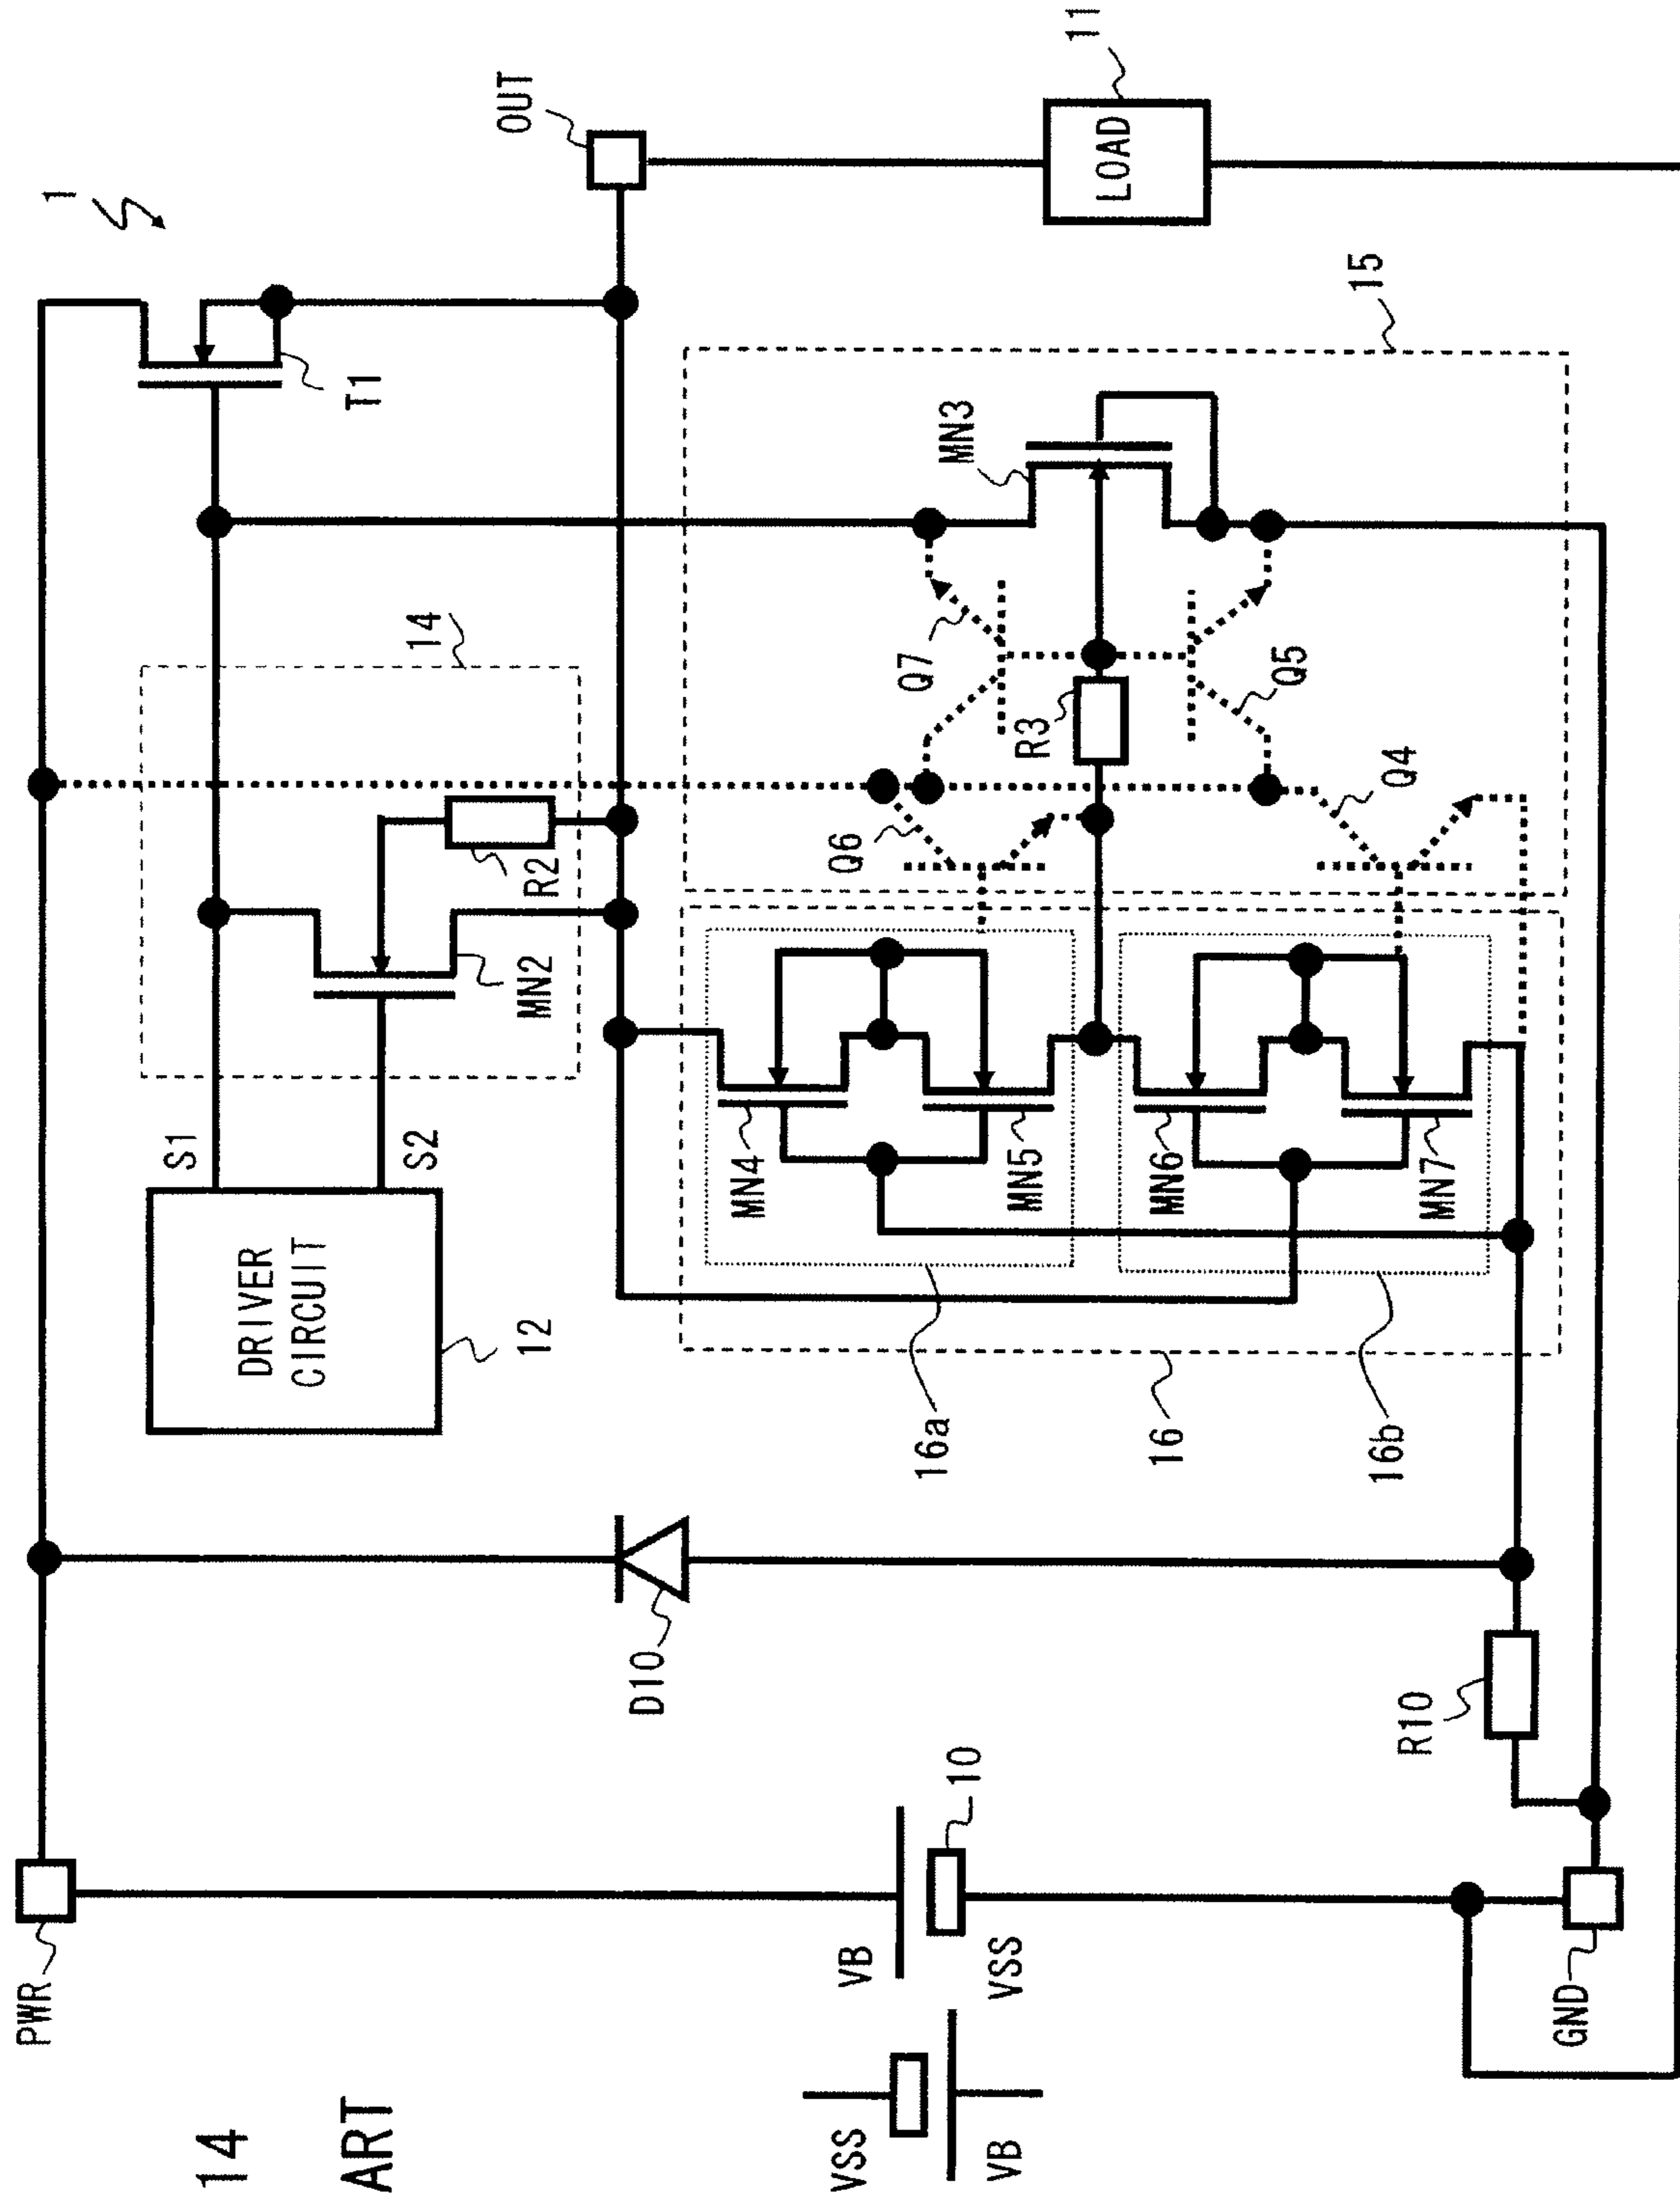 14
ART
1
PWR
OUT
S1
S2
DRIVER
CIRCUIT
12
14
T1
MN2
R2
D10
VSS
VB
VB
VSS
10
15
MN3
Q7
Q6
R3
Q5
Q4
MN4
MN5
MN6
MN7
16a
16
16b
R10
GND
LOAD
11